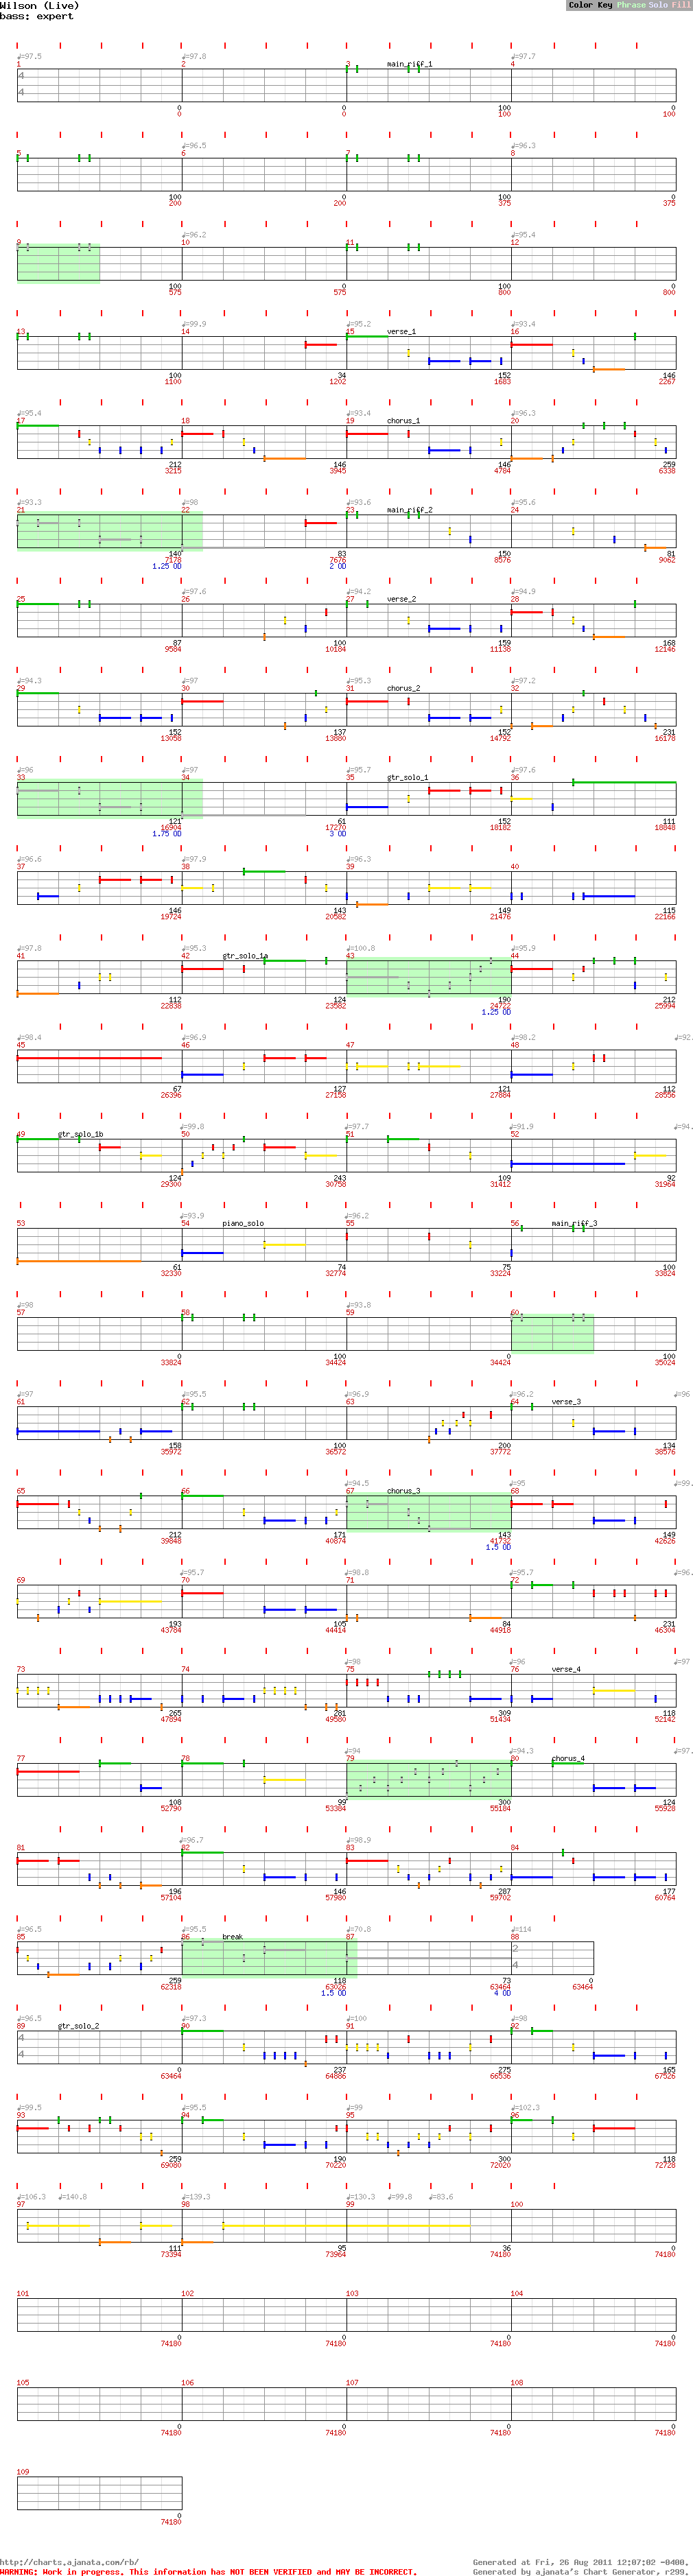 Wilson (Live) Color Key Phrase Solo Fill
bass: expert
♩=97.5 ♩=97.8 ♩=97.7
1 2 3 main_riff_1 4
4
4
0 0 100 0
0 0 100 100
♩=96.5 ♩=96.3
5 6 7 8
100 0 100 0
200 200 375 375
♩=96.2 ♩=95.4
9 10 11 12
100 0 100 0
575 575 800 800
♩=99.9 ♩=95.2 ♩=93.4
13 14 15 verse_1 16
100 34 152 146
1100 1202 1683 2267
♩=95.4 ♩=93.4 ♩=96.3
17 18 19 chorus_1 20
212 146 146 259
3215 3945 4784 6338
♩=93.3 ♩=98 ♩=93.6 ♩=95.6
21 22 23 main_riff_2 24
140 83 150 81
7178 7676 8576 9062
1.25 OD 2 OD
♩=97.6 ♩=94.2 ♩=94.9
25 26 27 verse_2 28
87 100 159 168
9584 10184 11138 12146
♩=94.3 ♩=97 ♩=95.3 ♩=97.2
29 30 31 chorus_2 32
152 137 152 231
13058 13880 14792 16178
♩=96 ♩=97 ♩=95.7 ♩=97.6
33 34 35 gtr_solo_1 36
121 61 152 111
16904 17270 18182 18848
1.75 OD 3 OD
♩=96.6 ♩=97.9 ♩=96.3
37 38 39 40
146 143 149 115
19724 20582 21476 22166
♩=97.8 ♩=95.3 ♩=100.8 ♩=95.9
41 42 gtr_solo_1a 43 44
112 124 190 212
22838 23582 24722 25994
1.25 OD
♩=98.4 ♩=96.9 ♩=98.2 ♩=92.
45 46 47 48
67 127 121 112
26396 27158 27884 28556
♩=99.8 ♩=97.7 ♩=91.9 ♩=94.
49 gtr_solo_1b 50 51 52
124 243 109 92
29300 30758 31412 31964
♩=93.9 ♩=96.2
53 54 piano_solo 55 56 main_riff_3
61 74 75 100
32330 32774 33224 33824
♩=98 ♩=93.8
57 58 59 60
0 100 0 100
33824 34424 34424 35024
♩=97 ♩=95.5 ♩=96.9 ♩=96.2 ♩=96
61 62 63 64 verse_3
158 100 200 134
35972 36572 37772 38576
♩=94.5 ♩=95 ♩=99.
65 66 67 chorus_3 68
212 171 143 149
39848 40874 41732 42626
1.5 OD
♩=95.7 ♩=98.8 ♩=95.7 ♩=96.
69 70 71 72
193 105 84 231
43784 44414 44918 46304
♩=98 ♩=96 ♩=97
73 74 75 76 verse_4
265 281 309 118
47894 49580 51434 52142
♩=94 ♩=94.3 ♩=97.
77 78 79 80 chorus_4
108 99 300 124
52790 53384 55184 55928
♩=96.7 ♩=98.9
81 82 83 84
196 146 287 177
57104 57980 59702 60764
♩=96.5 ♩=95.5 ♩=70.8 ♩=114
85 86 break 87 88
2
4
259 118 73 0
62318 63026 63464 63464
1.5 OD 4 OD
♩=96.5 ♩=97.3 ♩=100 ♩=98
89 gtr_solo_2 90 91 92
4
4
0 237 275 165
63464 64886 66536 67526
♩=99.5 ♩=95.5 ♩=99 ♩=102.3
93 94 95 96
259 190 300 118
69080 70220 72020 72728
♩=106.3 ♩=140.8 ♩=139.3 ♩=130.3 ♩=99.8 ♩=83.6
97 98 99 100
111 95 36 0
73394 73964 74180 74180
101 102 103 104
0 0 0 0
74180 74180 74180 74180
105 106 107 108
0 0 0 0
74180 74180 74180 74180
109
0
74180
http://charts.ajanata.com/rb/ Generated at Fri, 26 Aug 2011 12:07:02 -0400.
WARNING: Work in progress. This information has NOT BEEN VERIFIED and MAY BE INCORRECT. Generated by ajanata's Chart Generator, r299.